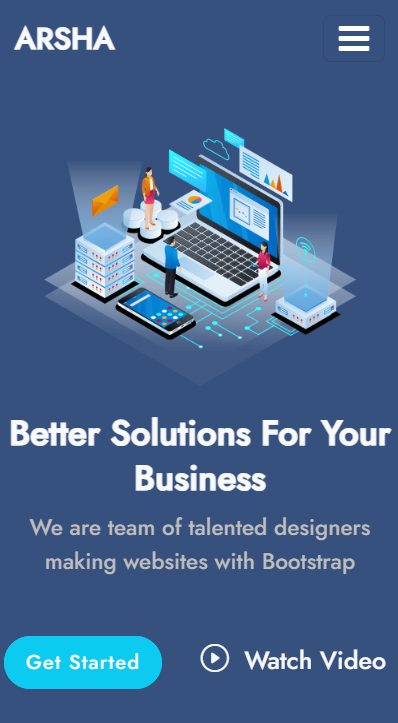 ARSHA
Better Solutions For Your
Business
We are team of talented designers
making websites with Bootstrap
Get Started
Watch Video